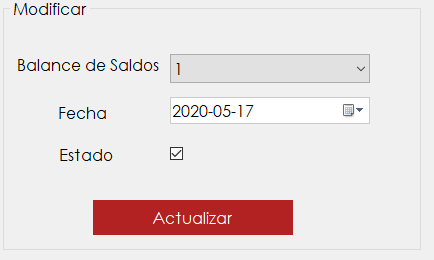 Modificar
Balance de Saldos 1
Fecha 2020-05-17
Estado
Actualizar